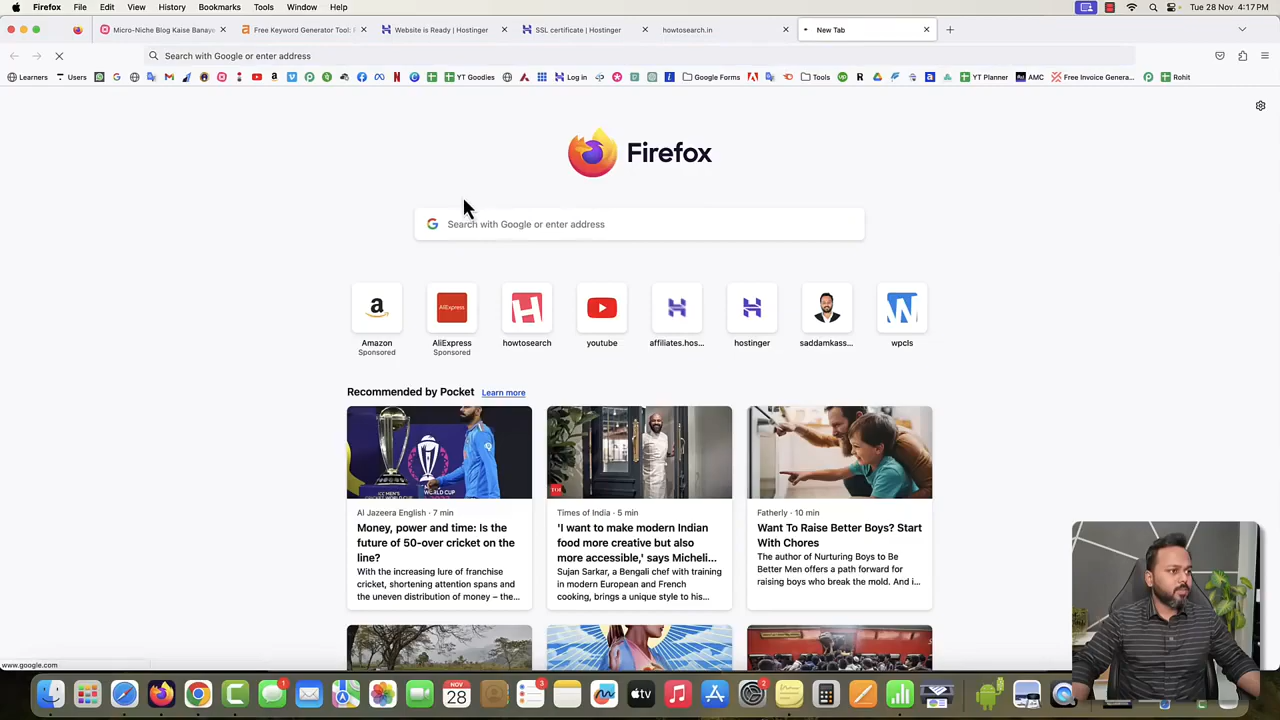 Firefox File Edit View History Bookmarks Tools Window Help Tue 28 Nov 4:17 PM
Micro-Niche Blog Kaise Banaye Free Keyword Generator Tool: F Website is Ready | Hostinger SSL certificate | Hostinger howtosearch.in New Tab
Search with Google or enter address
Learners Users YT Goodies Log in Google Forms Tools YT Planner AMC Free Invoice Genera... Rohit
Firefox
Search with Google or enter address
a
AliExpress
Amazon AliExpress howtosearch youtube affiliates.hos... hostinger saddamkass... wpcls
Sponsored Sponsored
Recommended by Pocket Learn more
Al Jazeera English · 7 min
Money, power and time: Is the
future of 50-over cricket on the
line?
With the increasing lure of franchise
cricket, shortening attention spans and
the uneven distribution of money – the...
TOI
Times of India · 5 min
'I want to make modern Indian
food more creative but also
more accessible,' says Micheli...
Sujan Sarkar, a Bengali chef with training
in modern European and French
cooking, brings a unique style to his...
Fatherly · 10 min
Want To Raise Better Boys? Start
With Chores
The author of Nurturing Boys to Be
Better Men offers a path forward for
raising boys who break the mold. And i...
www.google.com
NOV
28
1
3
2
tv